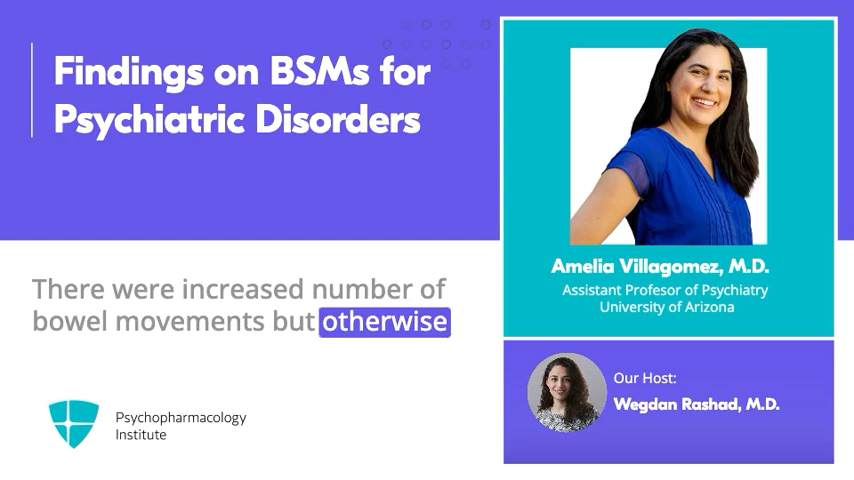 Findings on BSMs for
Psychiatric Disorders
There were increased number of
bowel movements but otherwise
Psychopharmacology
Institute
Amelia Villagomez, M.D.
Assistant Profesor of Psychiatry
University of Arizona
Our Host:
Wegdan Rashad, M.D.